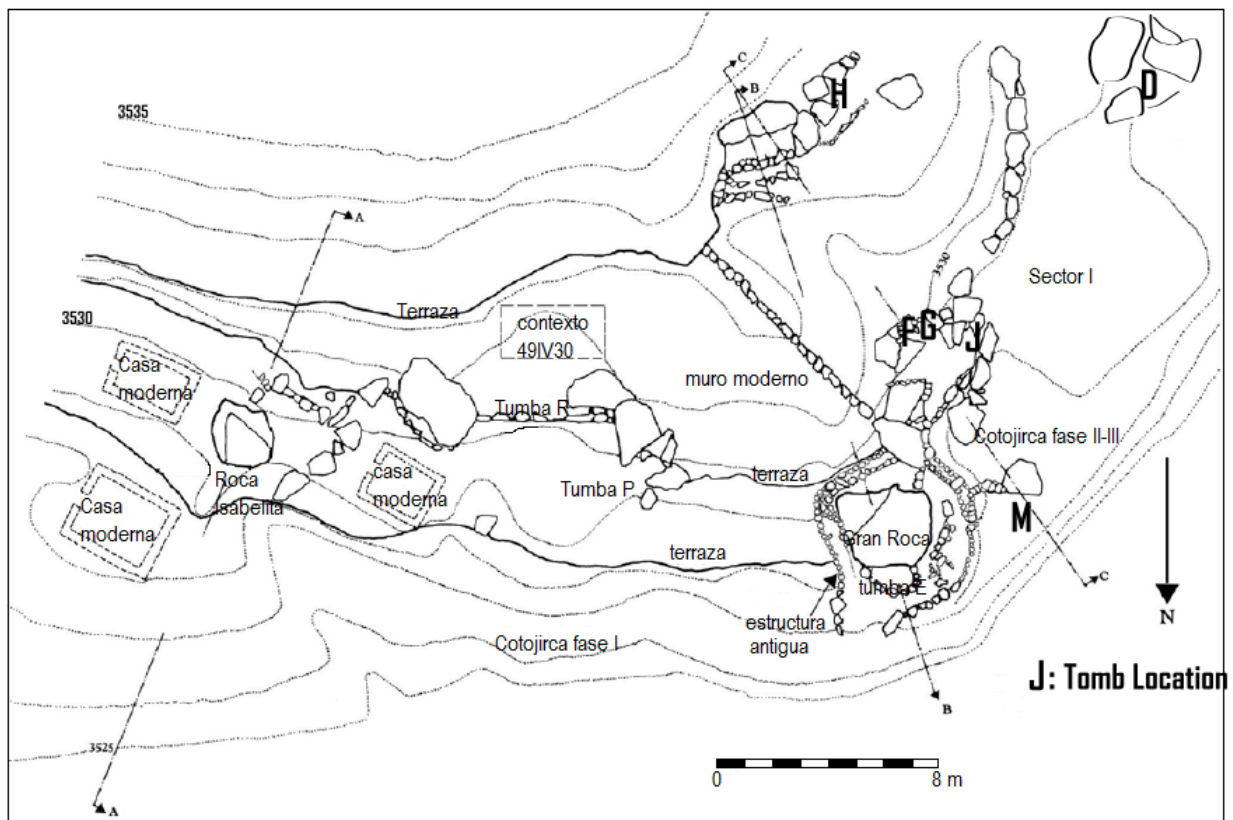 C
B
H
D
3535
A
3530
Sector I
Terraza
contexto
49IV30
3530
F
G
J
Casa
moderna
muro moderno
Tumba R
Cotojirca fase II-III
Roca
Isabelita
casa
moderna
Tumba P
terraza
Casa
moderna
M
Gran Roca
terraza
tumba E
C
estructura
antigua
N
Cotojirca fase I
J: Tomb Location
B
3525
A
0 8 m